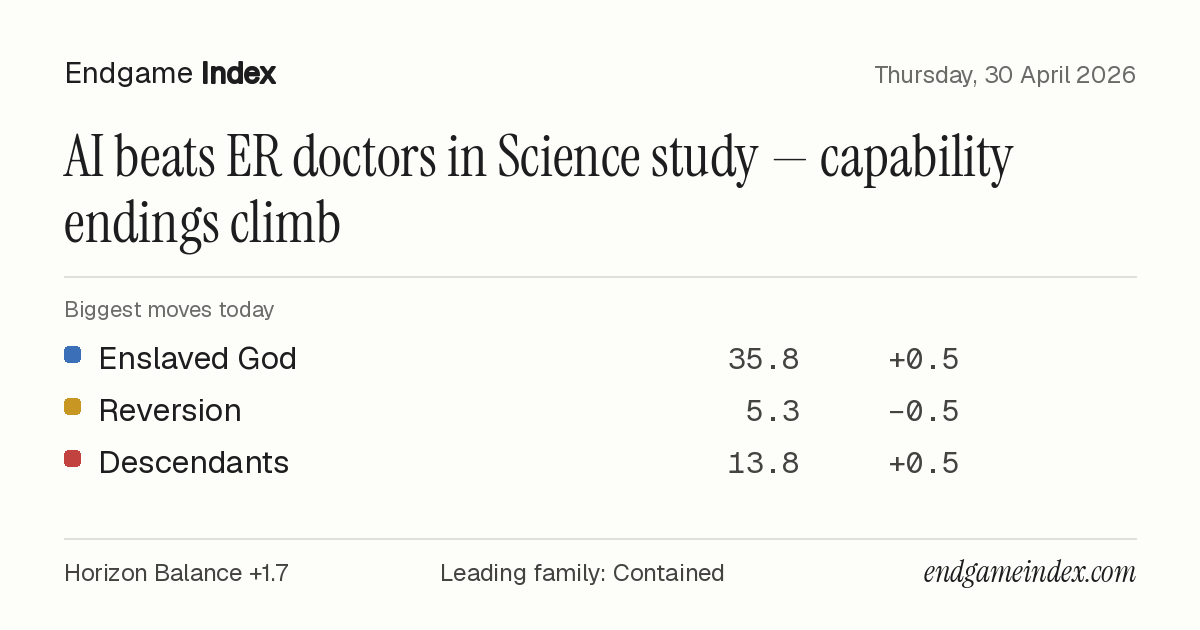 Endgame Index
Thursday, 30 April 2026
AI beats ER doctors in Science study — capability
endings climb
Biggest moves today
Enslaved God 35.8 +0.5
Reversion 5.3 −0.5
Descendants 13.8 +0.5
Horizon Balance +1.7
Leading family: Contained
endgameindex.com